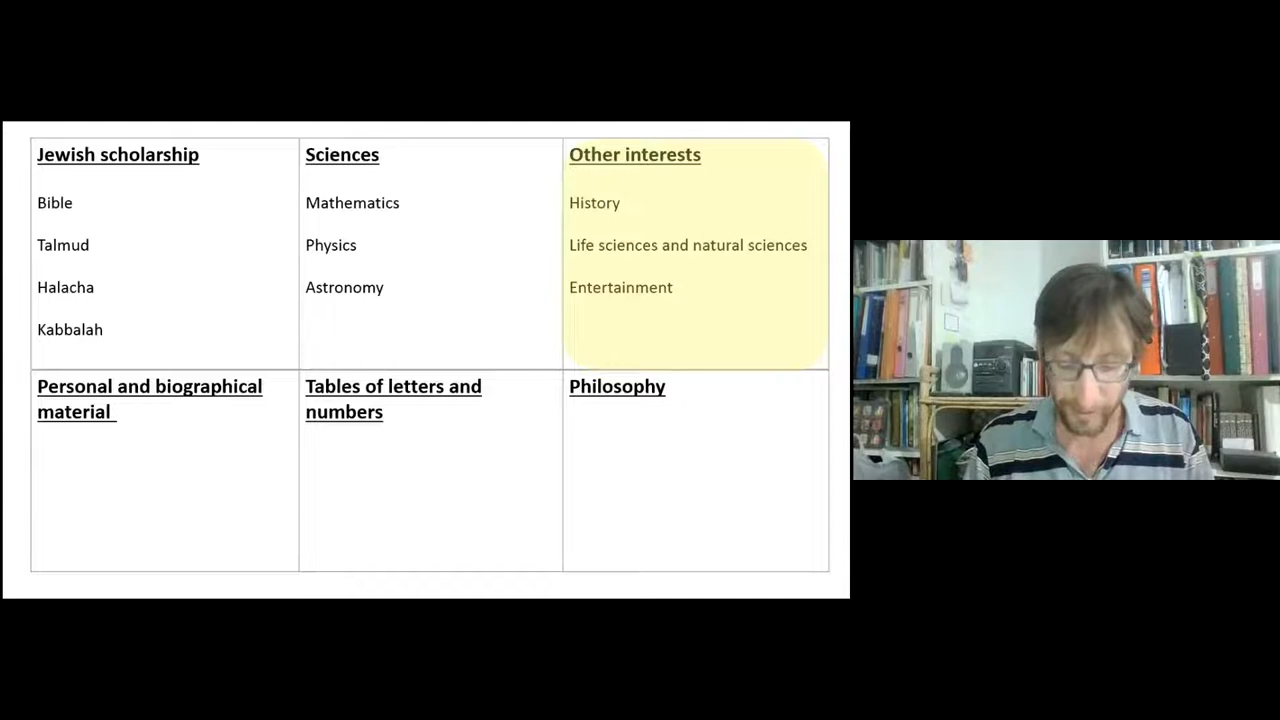 Jewish scholarship
Bible
Talmud
Halacha
Kabbalah
Sciences
Mathematics
Physics
Astronomy
Other interests
History
Life sciences and natural sciences
Entertainment
Personal and biographical
material
Tables of letters and
numbers
Philosophy